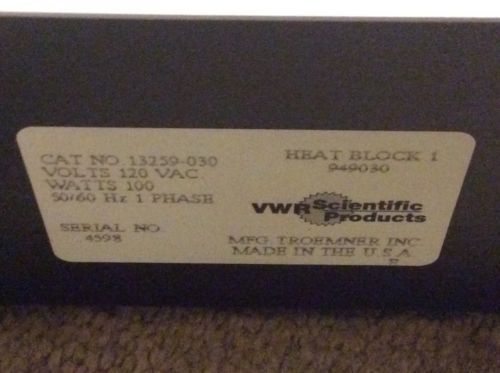 CAT NO. 13259-030
VOLTS 120 VAC
WATTS 100
50/60 Hz 1 PHASE
SERIAL NO.
4598
HEAT BLOCK 1
949030
VWR Scientific
Products
MFG TROEMNER INC
MADE IN THE U.S.A.
E